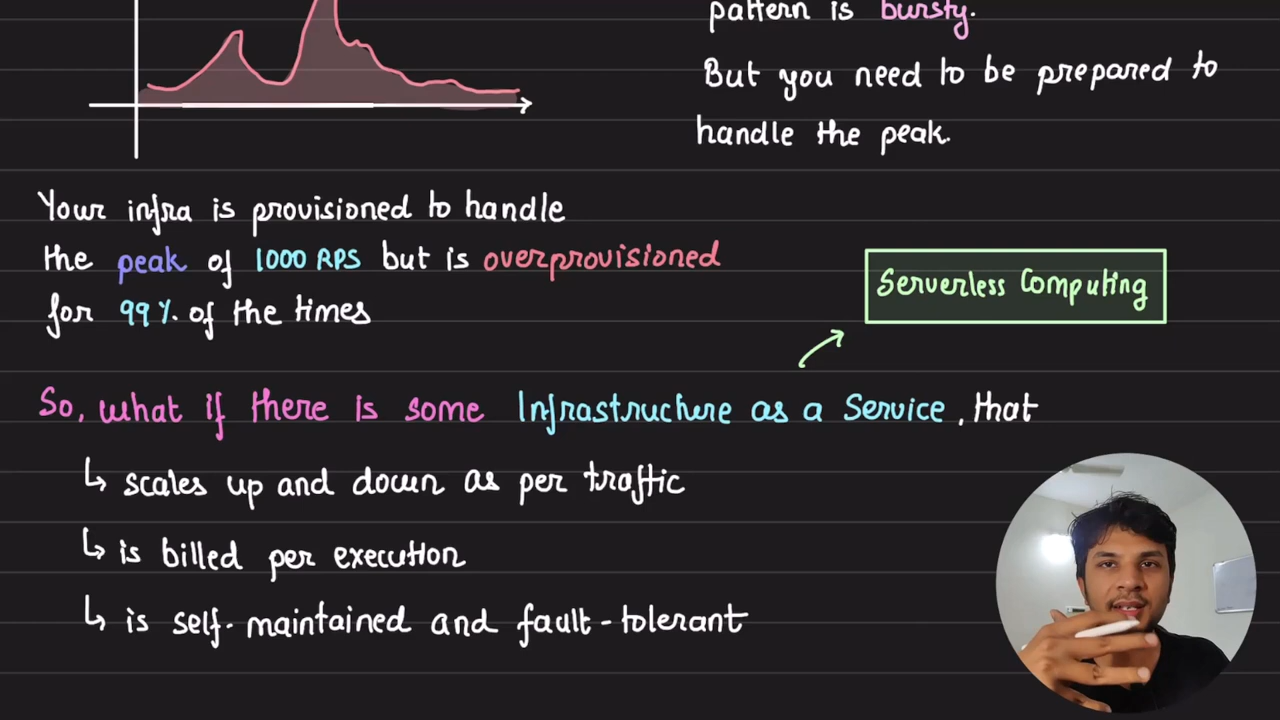 pattern is bursty.
But you need to be prepared to
handle the peak.
Your infra is provisioned to handle
the peak of 1000 RPS but is overprovisioned
for 99%. of the times
Serverless Computing
So, what if there is some Infrastructure as a Service, that
↳ scales up and down as per traffic
↳ is billed per execution
↳ is self-maintained and fault-tolerant